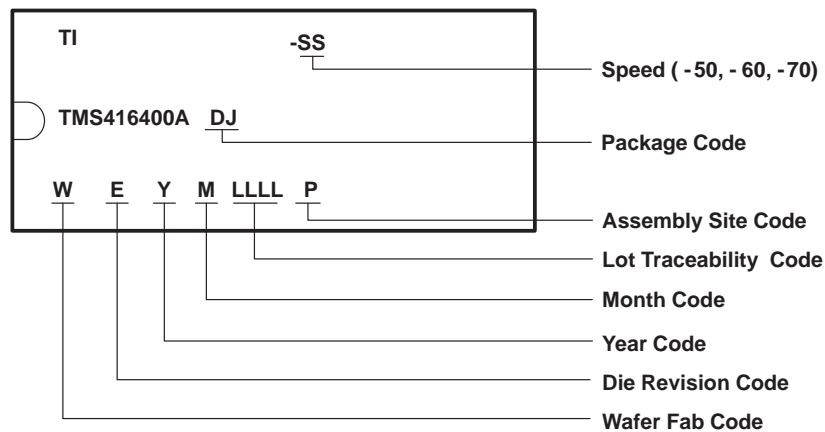 TI
-SS
Speed ( -50, - 60, -70)
TMS416400A DJ
Package Code
W E Y M LLLL P
Assembly Site Code
Lot Traceability Code
Month Code
Year Code
Die Revision Code
Wafer Fab Code